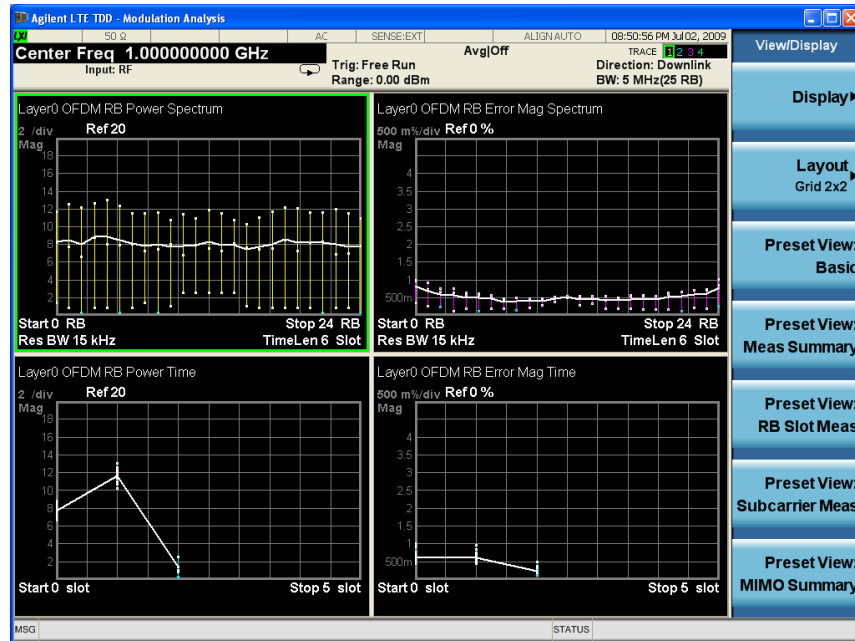 Agilent LTE TDD - Modulation Analysis
LXI 50 Ω AC SENSE:EXT ALIGN AUTO 08:50:56 PM Jul 02, 2009
Center Freq 1.000000000 GHz Avg|Off TRACE 1 2 3 4
Input: RF Trig: Free Run Direction: Downlink
Range: 0.00 dBm BW: 5 MHz(25 RB)
Layer0 OFDM RB Power Spectrum
2 /div Ref 20
Mag
18
16
14
12
10
8
6
4
2
Start 0 RB Stop 24 RB
Res BW 15 kHz TimeLen 6 Slot
Layer0 OFDM RB Error Mag Spectrum
500 m%/div Ref 0 %
Mag
4
3.5
3
2.5
2
1.5
1
500m
Start 0 RB Stop 24 RB
Res BW 15 kHz TimeLen 6 Slot
Layer0 OFDM RB Power Time
2 /div Ref 20
Mag
18
16
14
12
10
8
6
4
2
Start 0 slot Stop 5 slot
Layer0 OFDM RB Error Mag Time
500 m%/div Ref 0 %
Mag
4
3.5
3
2.5
2
1.5
1
500m
Start 0 slot Stop 5 slot
View/Display
Display
Layout
Grid 2x2
Preset View:
Basic
Preset View:
Meas Summary
Preset View:
RB Slot Meas
Preset View:
Subcarrier Meas
Preset View:
MIMO Summary
MSG STATUS